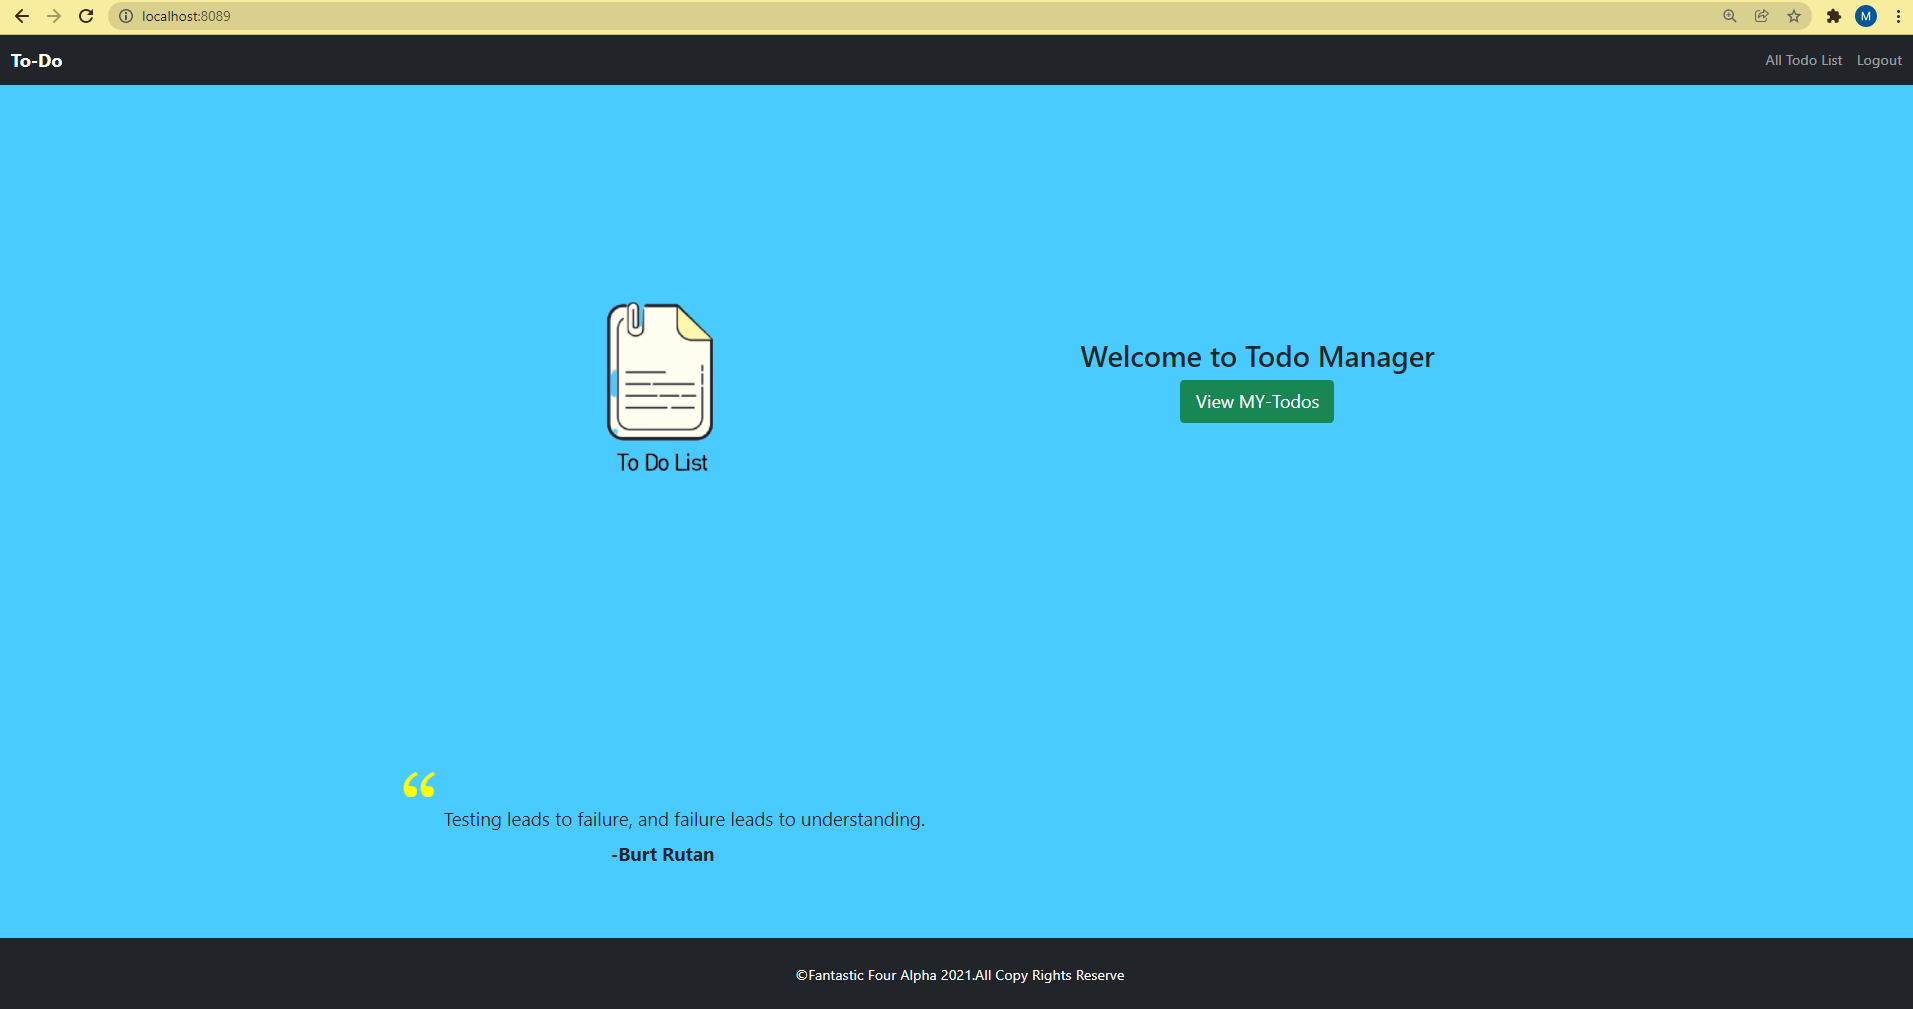 localhost:8089
M
To-Do
All Todo List
Logout
To Do List
Welcome to Todo Manager
View MY-Todos
“
Testing leads to failure, and failure leads to understanding.
-Burt Rutan
©Fantastic Four Alpha 2021.All Copy Rights Reserve